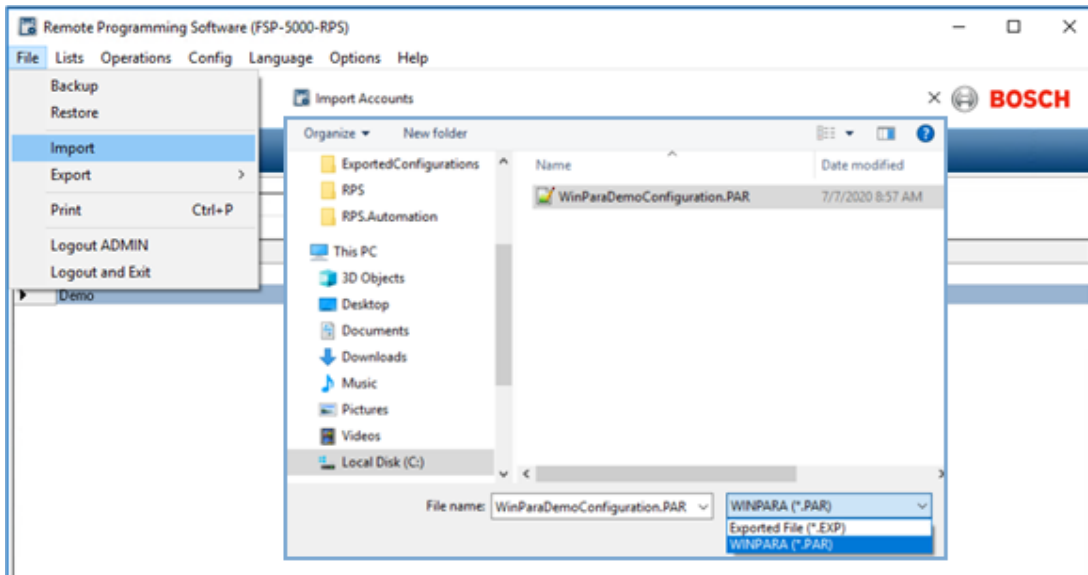 Remote Programming Software (FSP-5000-RPS)
File Lists Operations Config Language Options Help
Backup
Restore
Import
Export
Print Ctrl+P
Logout ADMIN
Logout and Exit
Demo
BOSCH
Import Accounts
Organize New folder
ExportedConfigurations
RPS
RPS.Automation
This PC
3D Objects
Desktop
Documents
Downloads
Music
Pictures
Videos
Local Disk (C:)
Name Date modified
WinParaDemoConfiguration.PAR 7/7/2020 8:57 AM
File name: WinParaDemoConfiguration.PAR WINPARA (*.PAR)
Exported File (*.EXP)
WINPARA (*.PAR)